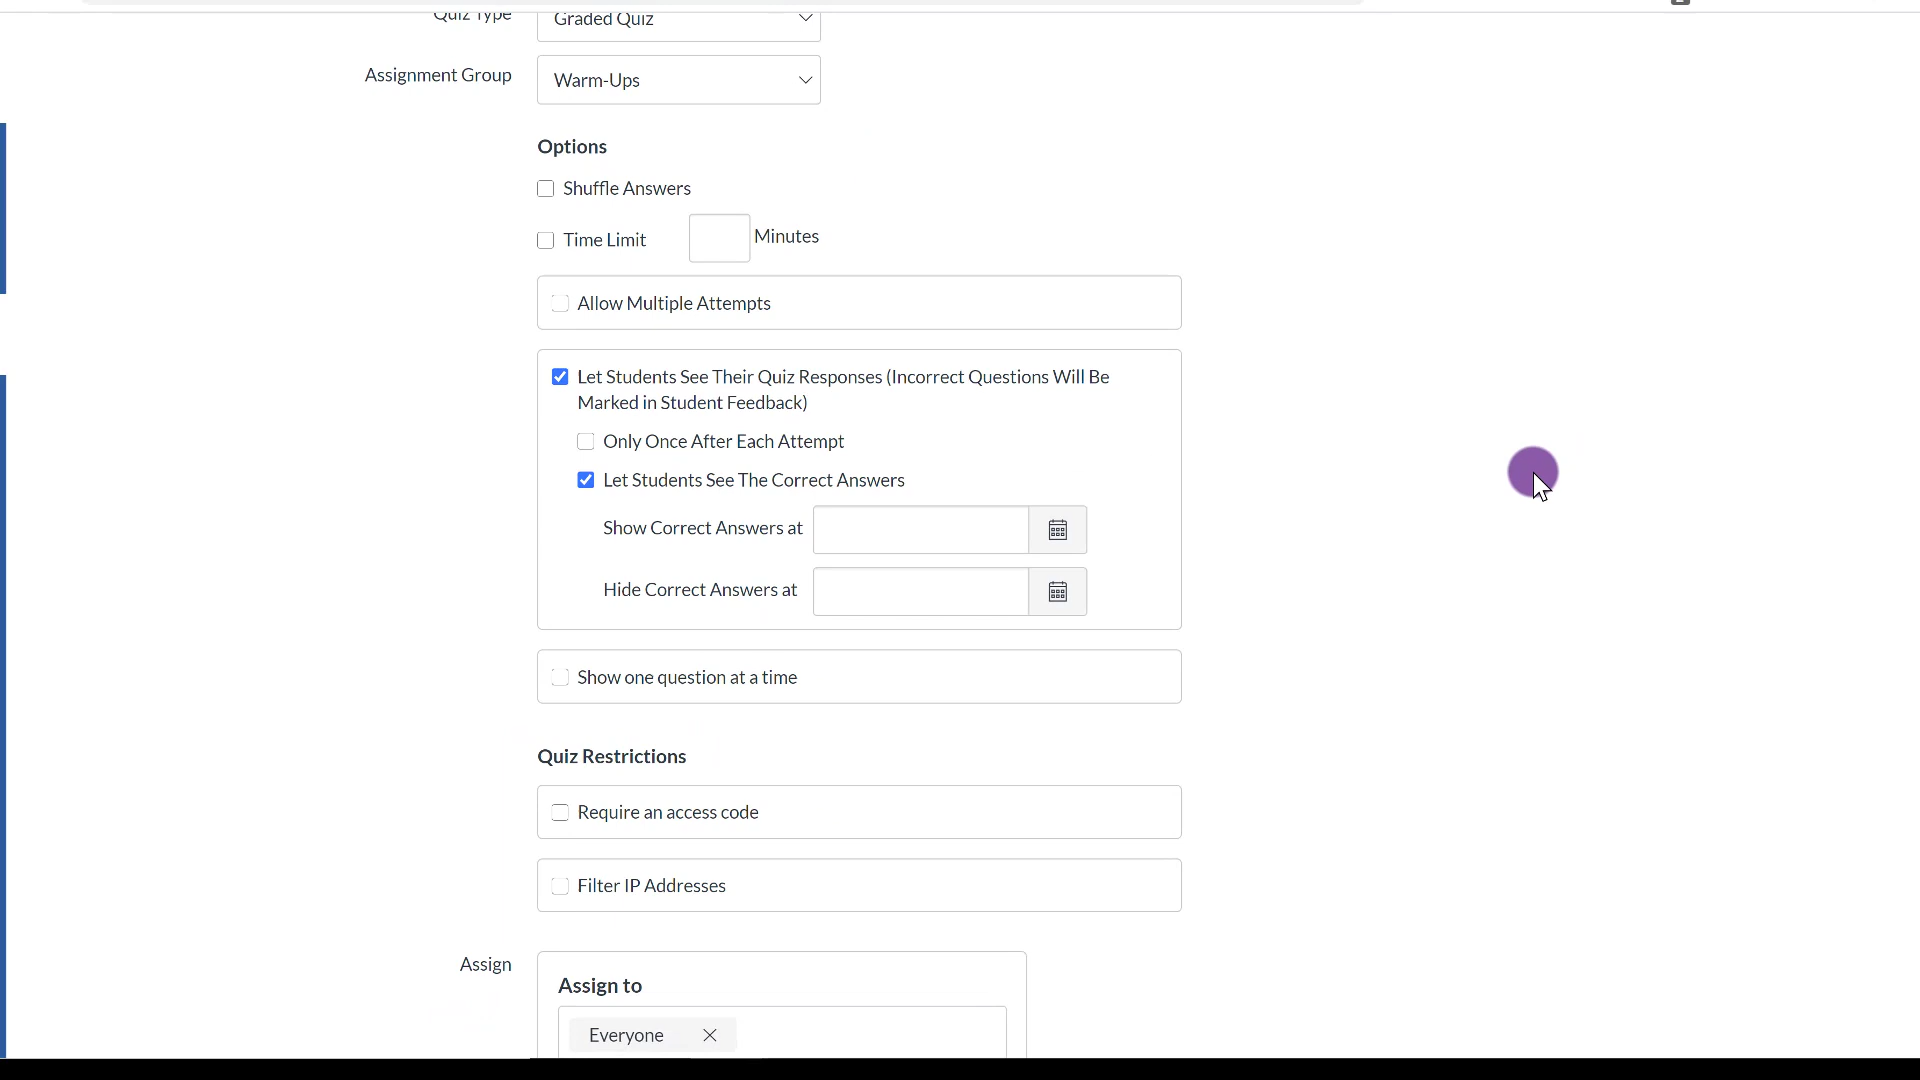 Quiz Type
Graded Quiz
Assignment Group
Warm-Ups
Options
Shuffle Answers
Time Limit
Minutes
Allow Multiple Attempts
Let Students See Their Quiz Responses (Incorrect Questions Will Be
Marked in Student Feedback)
Only Once After Each Attempt
Let Students See The Correct Answers
Show Correct Answers at
Hide Correct Answers at
Show one question at a time
Quiz Restrictions
Require an access code
Filter IP Addresses
Assign
Assign to
Everyone